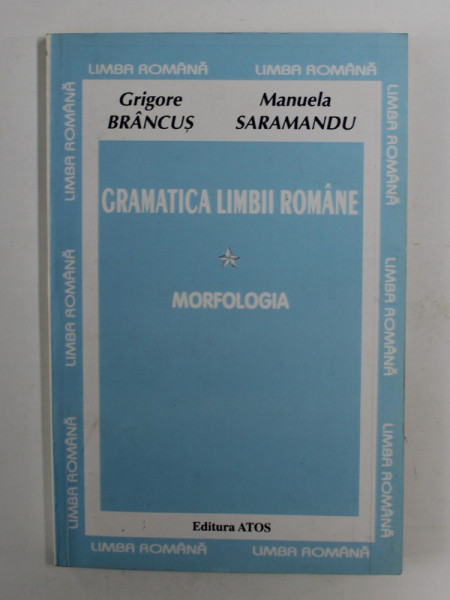 LIMBA ROMÂNĂ LIMBA ROMÂNĂ
Grigore Manuela
BRÂNCUȘ SARAMANDU
GRAMATICA LIMBII ROMÂNE
MORFOLOGIA
Editura ATOS
LIMBA ROMÂNĂ LIMBA ROMÂNĂ
LIMBA ROMÂNĂ
LIMBA ROMÂNĂ
LIMBA ROMÂNĂ
LIMBA ROMÂNĂ
LIMBA ROMÂNĂ
LIMBA ROMÂNĂ